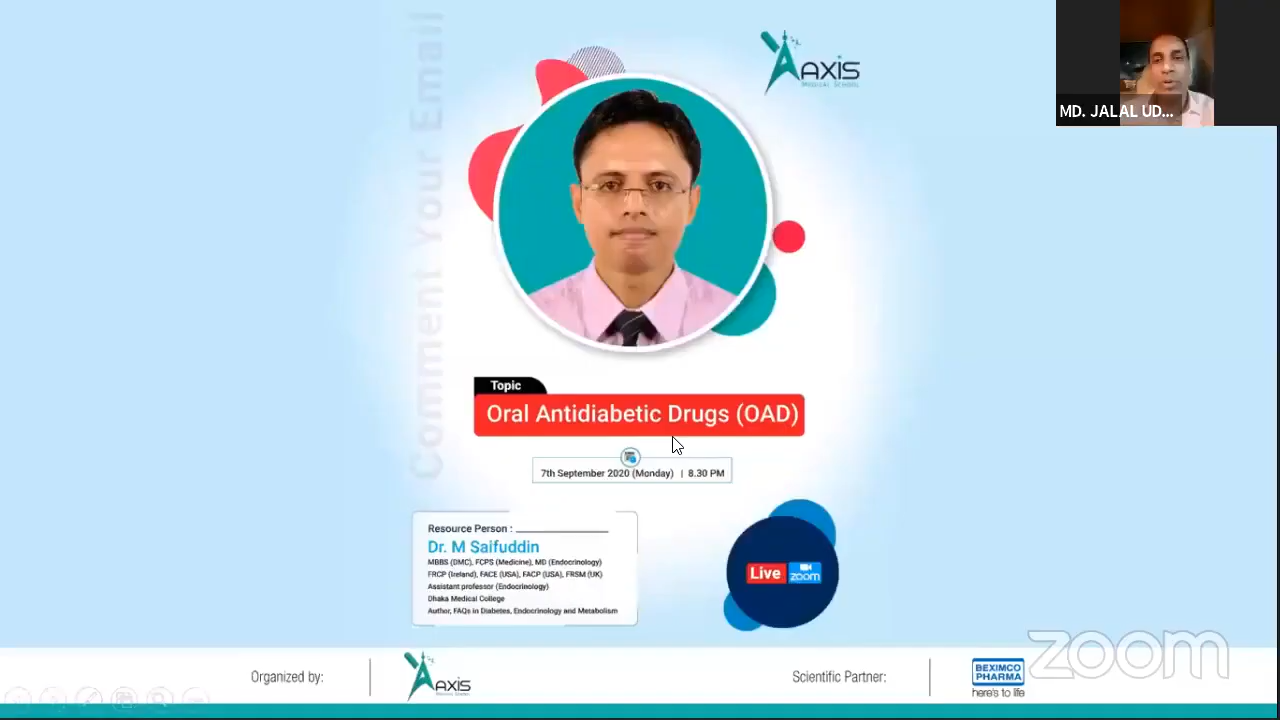 Comment Your Email
AXIS
MEDICAL SCHOOL
MD. JALAL UD...
Topic
Oral Antidiabetic Drugs (OAD)
7th September 2020 (Monday) | 8.30 PM
Resource Person :
Dr. M Saifuddin
MBBS (DMC), FCPS (Medicine), MD (Endocrinology)
FRCP (Ireland), FACE (USA), FACP (USA), FRSM (UK)
Assistant professor (Endocrinology)
Dhaka Medical College
Author, FAQs in Diabetes, Endocrinology and Metabolism
Live zoom
zoom
Organized by:
AXIS
Scientific Partner:
BEXIMCO
PHARMA
here's to life